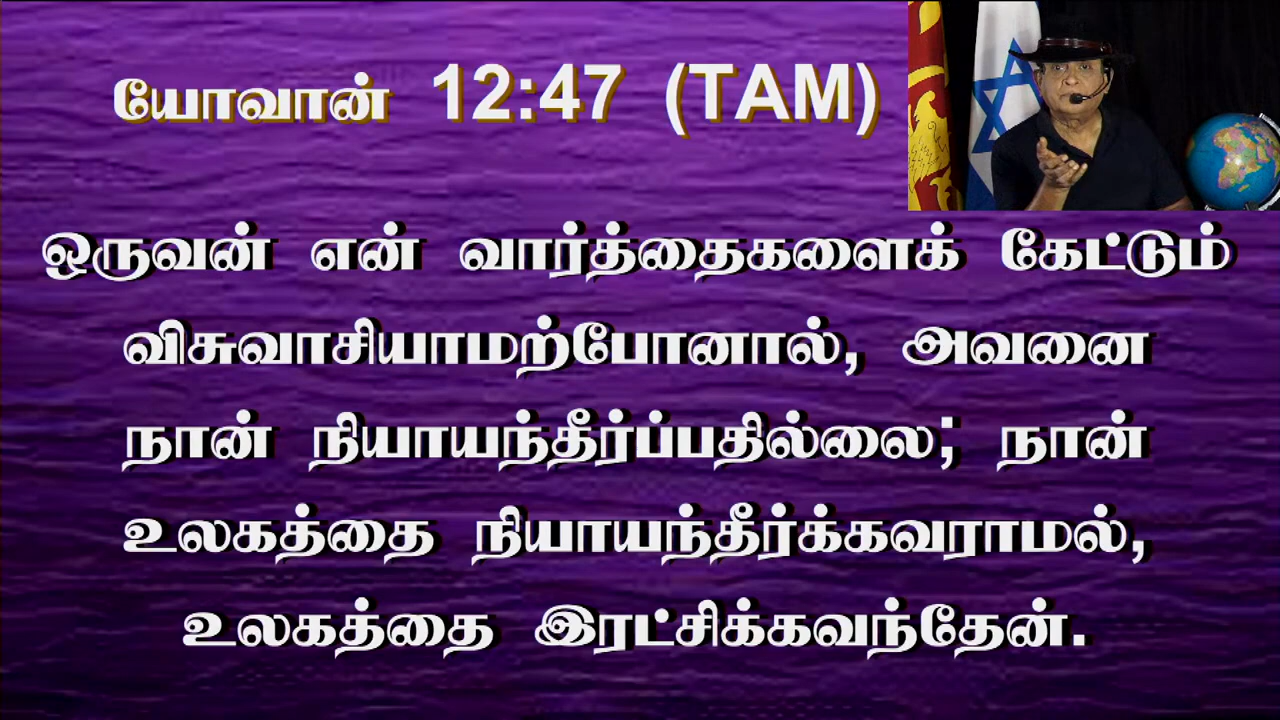 யோவான் 12:47 (TAM)
ஒருவன் என் வார்த்தைகளைக் கேட்டும்
விசுவாசியாமற்போனால், அவனை
நான் நியாயந்தீர்ப்பதில்லை; நான்
உலகத்தை நியாயந்தீர்க்கவராமல்,
உலகத்தை இரட்சிக்கவந்தேன்.